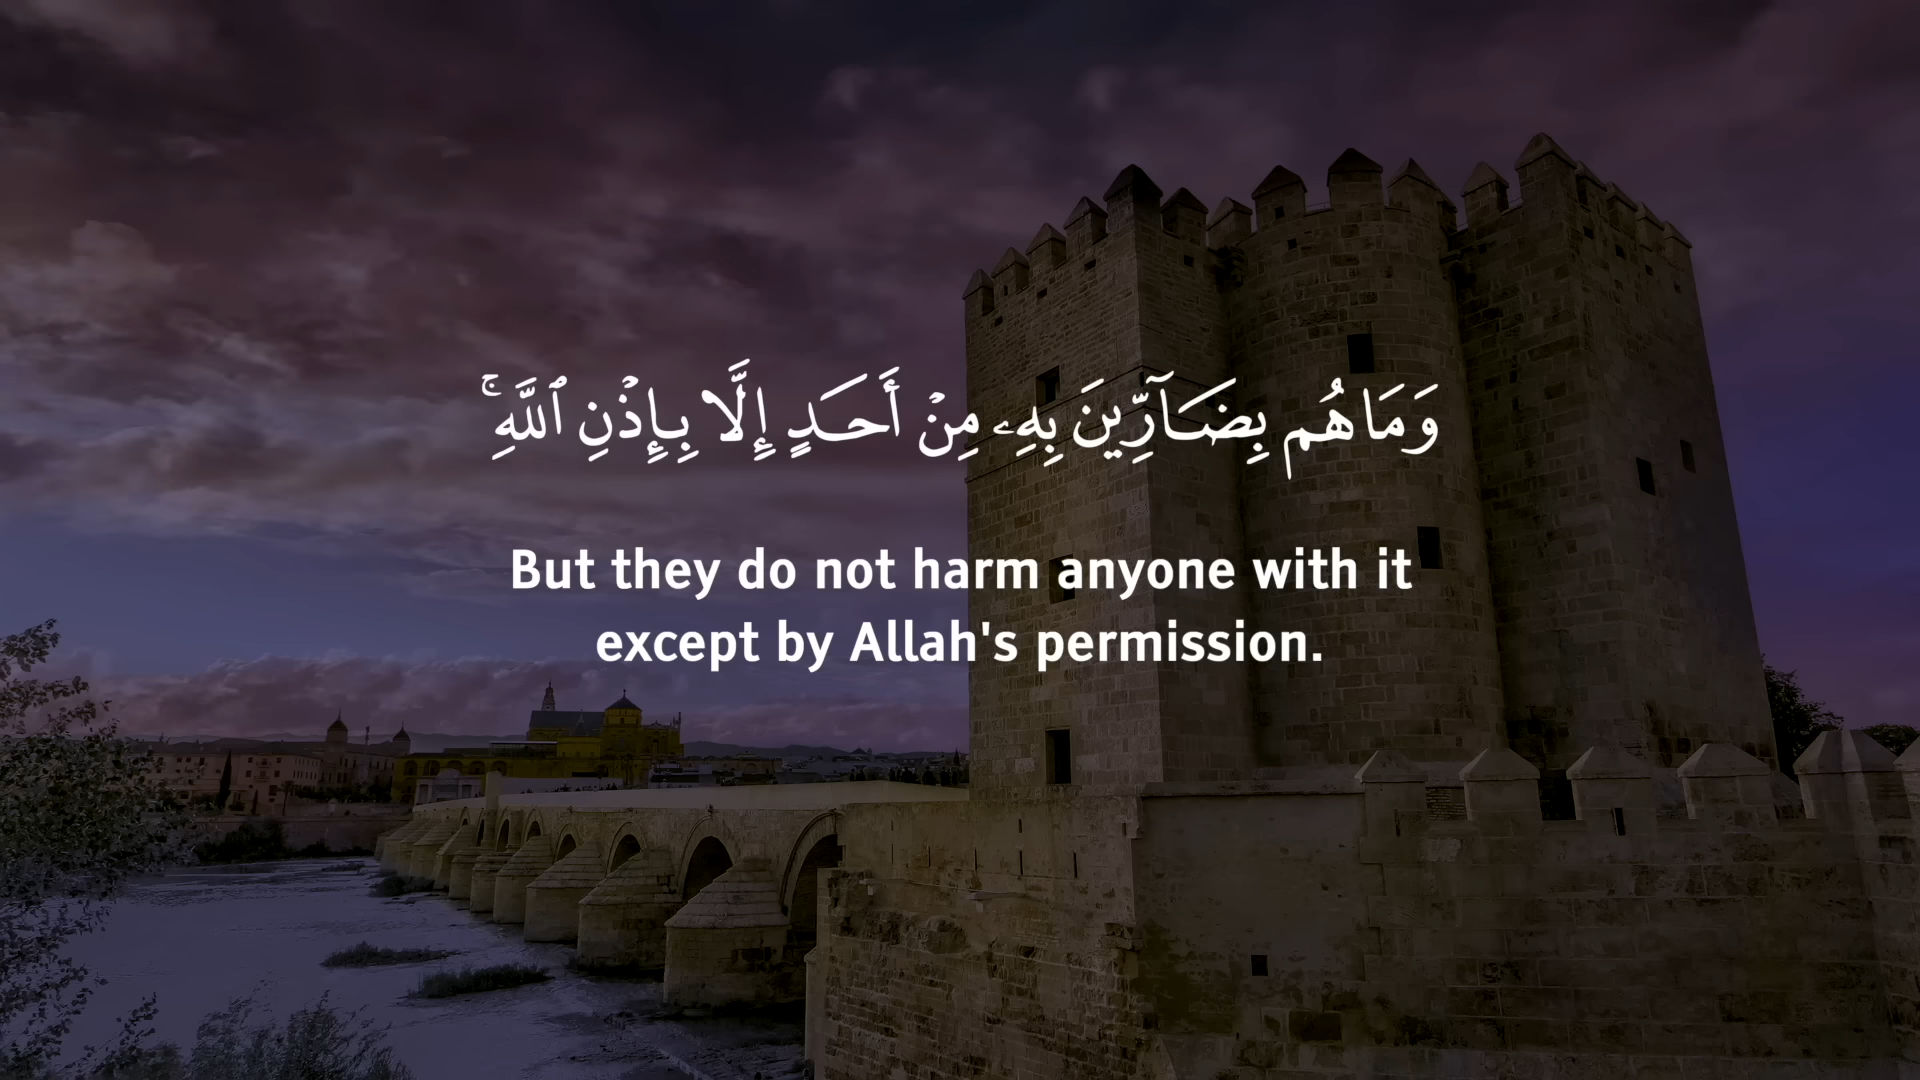 وَمَا هُم بِضَآرِّينَ بِهِۦ مِنْ أَحَدٍ إِلَّا بِإِذْنِ ٱللَّهِ ۚ
But they do not harm anyone with it
except by Allah's permission.